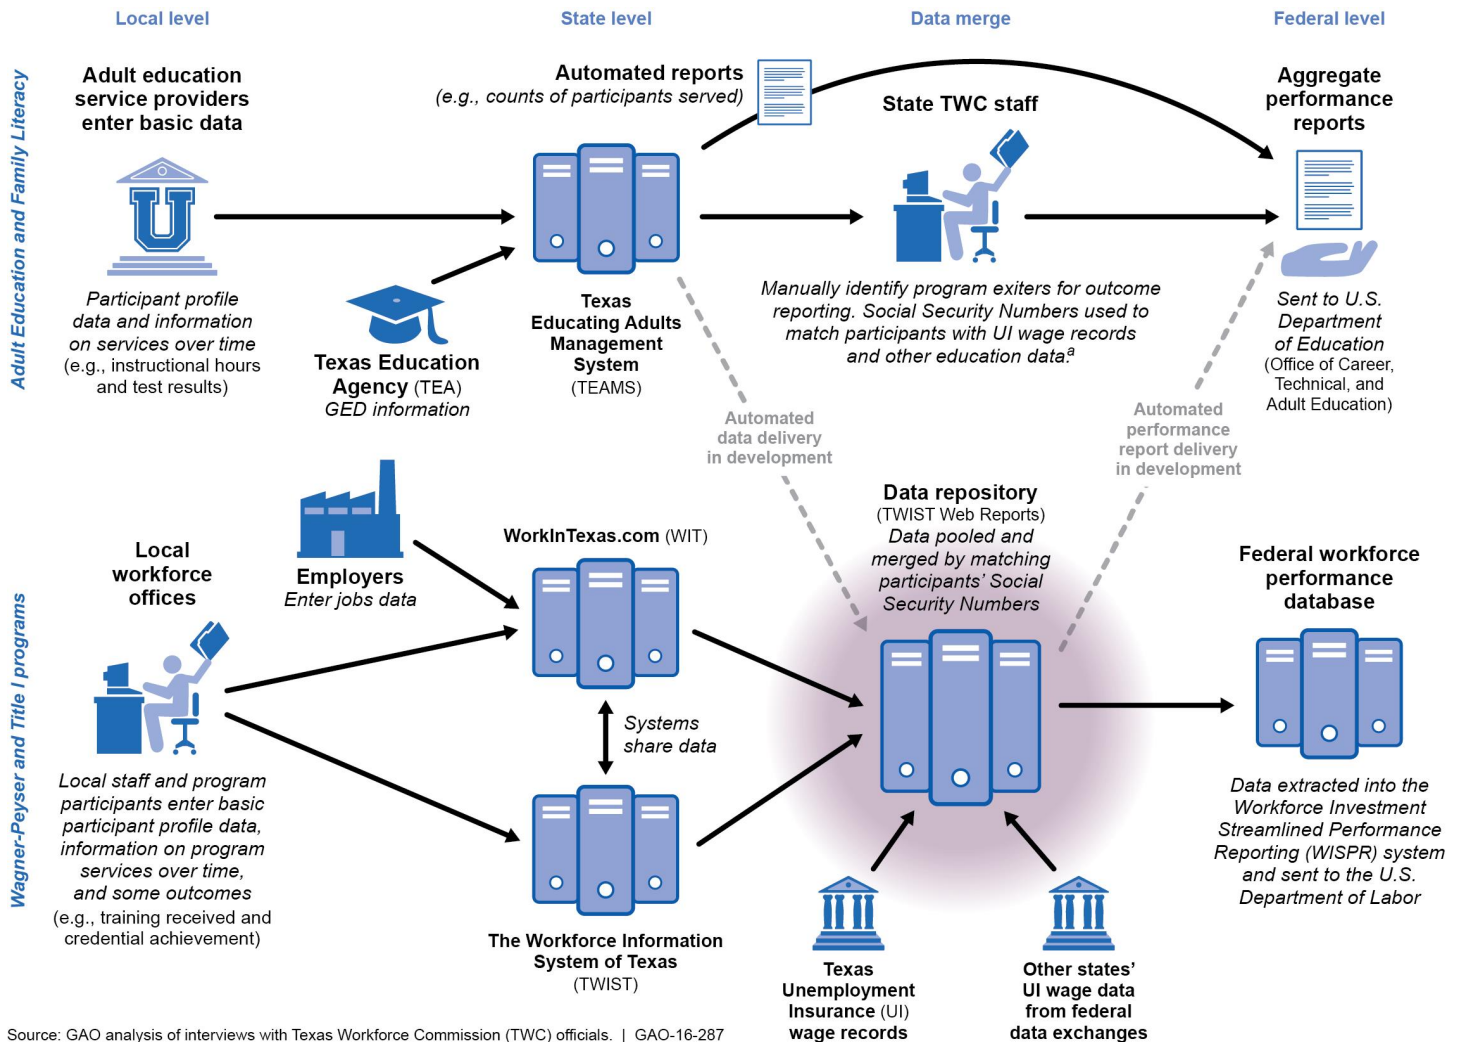 Local level
State level
Data merge
Federal level
Adult Education and Family Literacy
Adult education
service providers
enter basic data
Participant profile
data and information
on services over time
(e.g., instructional hours
and test results)
Texas Education
Agency (TEA)
GED information
Automated reports
(e.g., counts of participants served)
Texas
Educating Adults
Management
System
(TEAMS)
State TWC staff
Manually identify program exiters for outcome
reporting. Social Security Numbers used to
match participants with UI wage records
and other education data.a
Aggregate
performance
reports
Sent to U.S.
Department
of Education
(Office of Career,
Technical, and
Adult Education)
Automated
data delivery
in development
Automated
performance
report delivery
in development
Wagner-Peyser and Title I programs
Local
workforce
offices
Local staff and program
participants enter basic
participant profile data,
information on program
services over time,
and some outcomes
(e.g., training received and
credential achievement)
Employers
Enter jobs data
WorkInTexas.com (WIT)
Systems
share data
The Workforce Information
System of Texas
(TWIST)
Data repository
(TWIST Web Reports)
Data pooled and
merged by matching
participants' Social
Security Numbers
Texas
Unemployment
Insurance (UI)
wage records
Other states'
UI wage data
from federal
data exchanges
Federal workforce
performance
database
Data extracted into the
Workforce Investment
Streamlined Performance
Reporting (WISPR) system
and sent to the U.S.
Department of Labor
Source: GAO analysis of interviews with Texas Workforce Commission (TWC) officials. | GAO-16-287